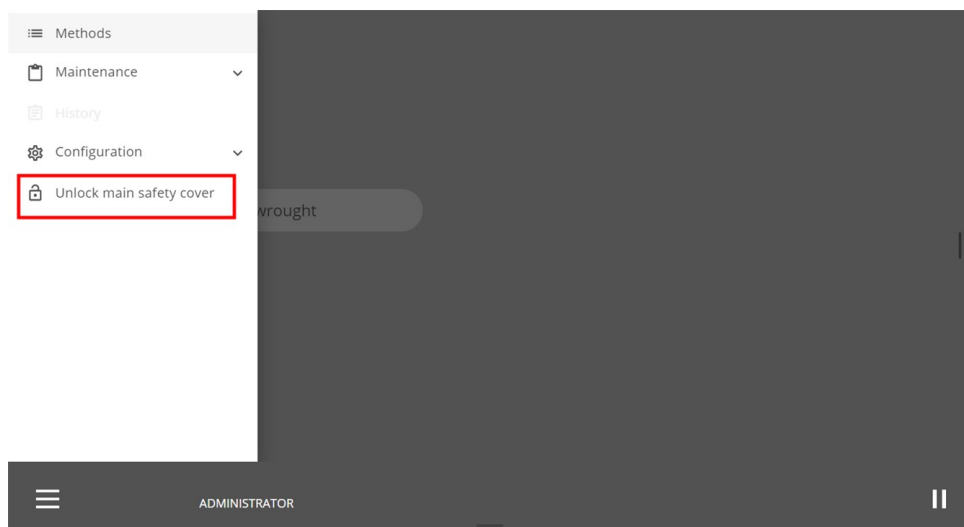 Methods
Maintenance
History
Configuration
Unlock main safety cover
wrought
ADMINISTRATOR